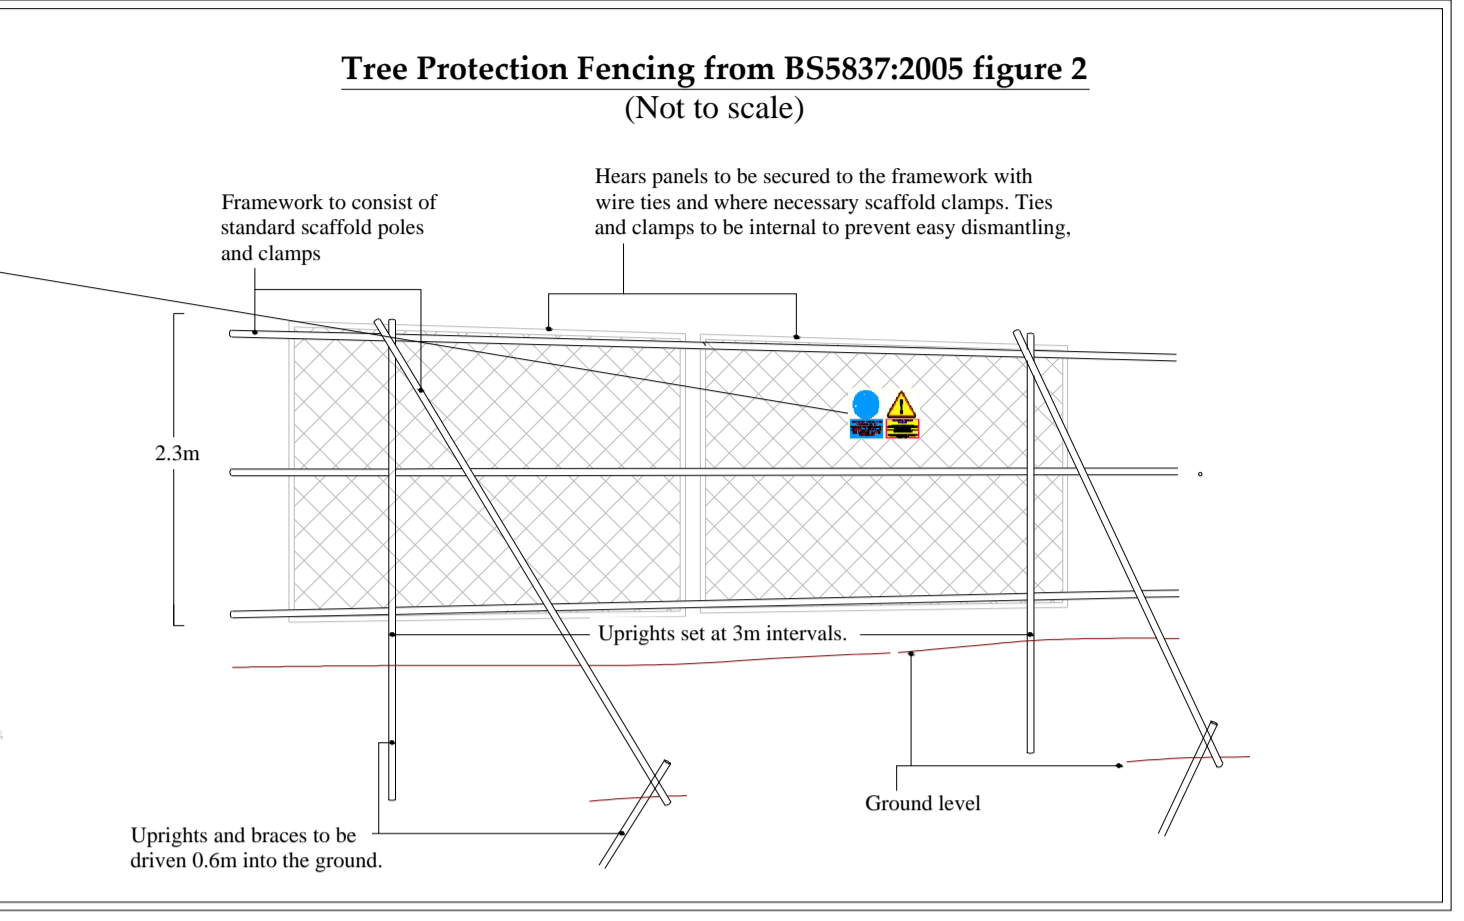 Tree Protection Fencing from BS5837:2005 figure 2
(Not to scale)
Hears panels to be secured to the framework with
wire ties and where necessary scaffold clamps. Ties
and clamps to be internal to prevent easy dismantling,
Framework to consist of
standard scaffold poles
and clamps
2.3m
Uprights set at 3m intervals.
Ground level
Uprights and braces to be
driven 0.6m into the ground.